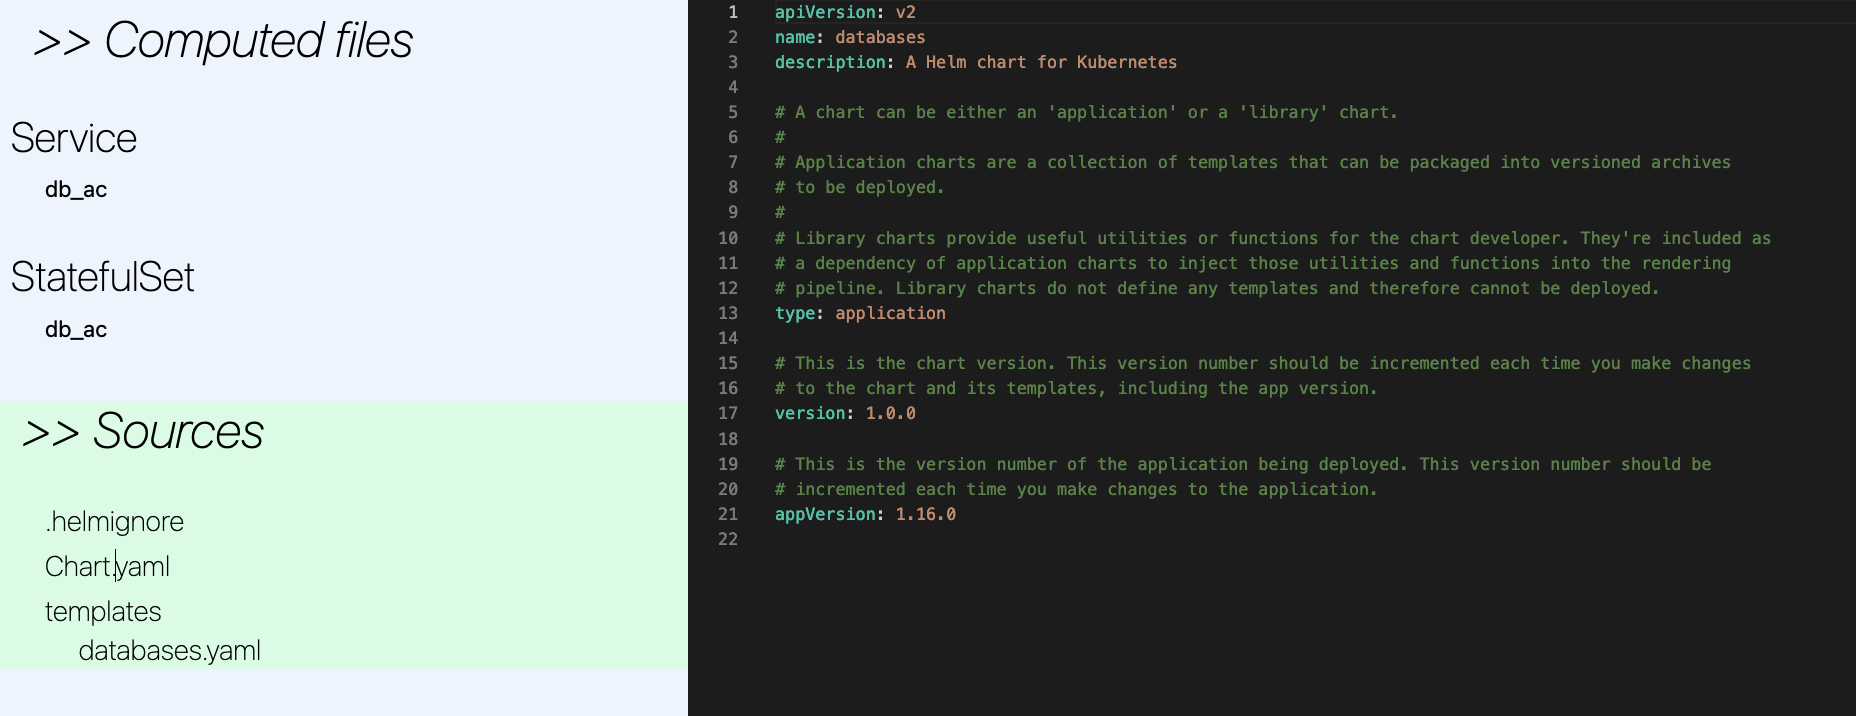 >> Computed files
Service
db_ac
StatefulSet
db_ac
>> Sources
.helmignore
Chart.yaml
templates
databases.yaml
1 apiVersion: v2
2 name: databases
3 description: A Helm chart for Kubernetes
4
5 # A chart can be either an 'application' or a 'library' chart.
6 #
7 # Application charts are a collection of templates that can be packaged into versioned archives
8 # to be deployed.
9 #
10 # Library charts provide useful utilities or functions for the chart developer. They're included as
11 # a dependency of application charts to inject those utilities and functions into the rendering
12 # pipeline. Library charts do not define any templates and therefore cannot be deployed.
13 type: application
14
15 # This is the chart version. This version number should be incremented each time you make changes
16 # to the chart and its templates, including the app version.
17 version: 1.0.0
18
19 # This is the version number of the application being deployed. This version number should be
20 # incremented each time you make changes to the application.
21 appVersion: 1.16.0
22